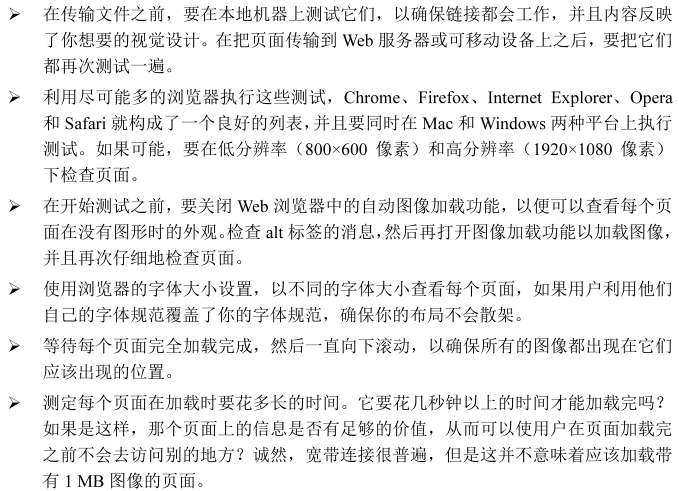 ➢ 在传输文件之前，要在本地机器上测试它们，以确保链接都会工作，并且内容反映
了你想要的视觉设计。在把页面传输到 Web 服务器或可移动设备上之后，要把它们
都再次测试一遍。
➢ 利用尽可能多的浏览器执行这些测试，Chrome、Firefox、Internet Explorer、Opera
和 Safari 就构成了一个良好的列表，并且要同时在 Mac 和 Windows 两种平台上执行
测试。如果可能，要在低分辨率（800×600 像素）和高分辨率（1920×1080 像素）
下检查页面。
➢ 在开始测试之前，要关闭 Web 浏览器中的自动图像加载功能，以便可以查看每个页
面在没有图形时的外观。检查 alt 标签的消息，然后再打开图像加载功能以加载图像，
并且再次仔细地检查页面。
➢ 使用浏览器的字体大小设置，以不同的字体大小查看每个页面，如果用户利用他们
自己的字体规范覆盖了你的字体规范，确保你的布局不会散架。
➢ 等待每个页面完全加载完成，然后一直向下滚动，以确保所有的图像都出现在它们
应该出现的位置。
➢ 测定每个页面在加载时要花多长的时间。它要花几秒钟以上的时间才能加载完吗？
如果是这样，那个页面上的信息是否有足够的价值，从而可以使用户在页面加载完
之前不会去访问别的地方？诚然，宽带连接很普遍，但是这并不意味着应该加载带
有 1 MB 图像的页面。